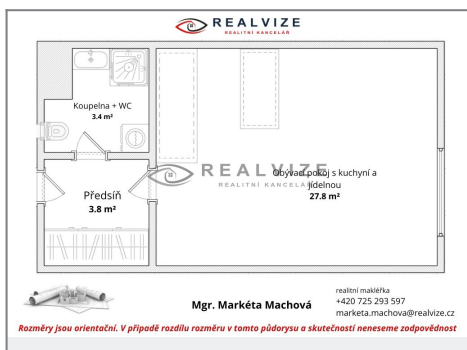 REALVIZE
REALITNÍ KANCELÁŘ
Koupelna + WC
3.4 m²
REALVIZE
REALITNÍ KANCELÁŘ
Obývací pokoj s kuchyní a
jídelnou
27.8 m²
Předsíň
3.8 m²
Mgr. Markéta Machová
realitní makléřka
+420 725 293 597
marketa.machova@realvize.cz
Rozměry jsou orientační. V případě rozdílu rozměru v tomto půdorysu a skutečností neneseme zodpovědnost